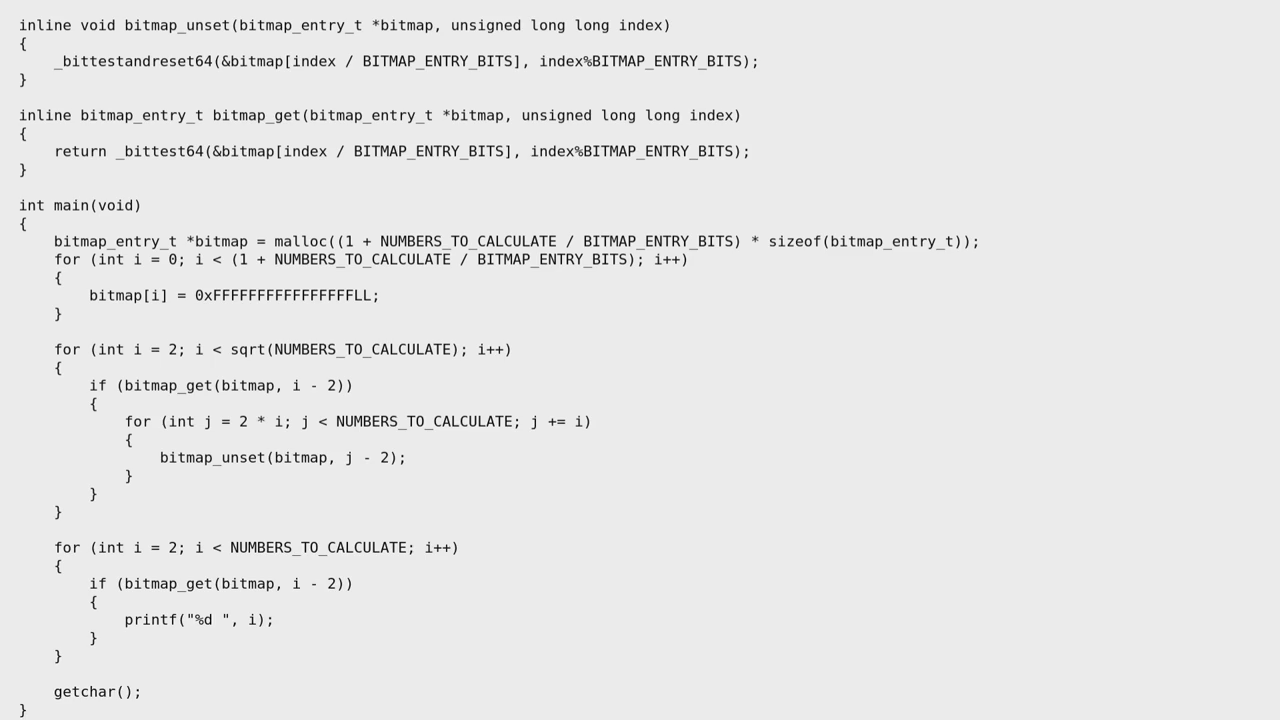 inline void bitmap_unset(bitmap_entry_t *bitmap, unsigned long long index)
{
    _bittestandreset64(&bitmap[index / BITMAP_ENTRY_BITS], index%BITMAP_ENTRY_BITS);
}

inline bitmap_entry_t bitmap_get(bitmap_entry_t *bitmap, unsigned long long index)
{
    return _bittest64(&bitmap[index / BITMAP_ENTRY_BITS], index%BITMAP_ENTRY_BITS);
}

int main(void)
{
    bitmap_entry_t *bitmap = malloc((1 + NUMBERS_TO_CALCULATE / BITMAP_ENTRY_BITS) * sizeof(bitmap_entry_t));
    for (int i = 0; i < (1 + NUMBERS_TO_CALCULATE / BITMAP_ENTRY_BITS); i++)
    {
        bitmap[i] = 0xFFFFFFFFFFFFFFFFLL;
    }

    for (int i = 2; i < sqrt(NUMBERS_TO_CALCULATE); i++)
    {
        if (bitmap_get(bitmap, i - 2))
        {
            for (int j = 2 * i; j < NUMBERS_TO_CALCULATE; j += i)
            {
                bitmap_unset(bitmap, j - 2);
            }
        }
    }

    for (int i = 2; i < NUMBERS_TO_CALCULATE; i++)
    {
        if (bitmap_get(bitmap, i - 2))
        {
            printf("%d ", i);
        }
    }

    getchar();
}